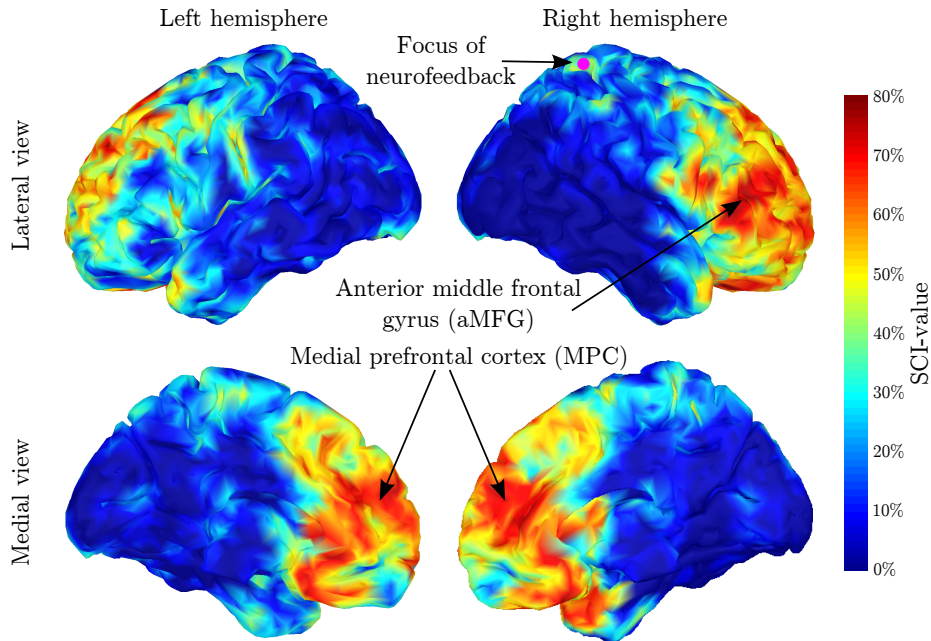 Left hemisphere
Right hemisphere
Focus of
neurofeedback
Lateral view
Anterior middle frontal
gyrus (aMFG)
Medial prefrontal cortex (MPC)
Medial view
80%
70%
60%
50%
40%
30%
20%
10%
0%
SCI-value